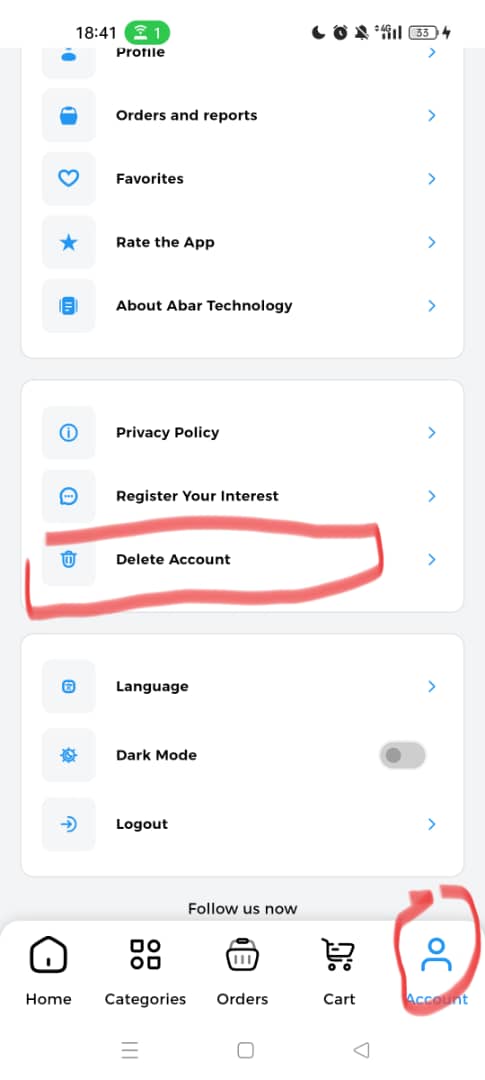 18:41 1 4G 33
Profile
Orders and reports
Favorites
Rate the App
About Abar Technology
Privacy Policy
Register Your Interest
Delete Account
Language
Dark Mode
Logout
Follow us now
Home Categories Orders Cart Account